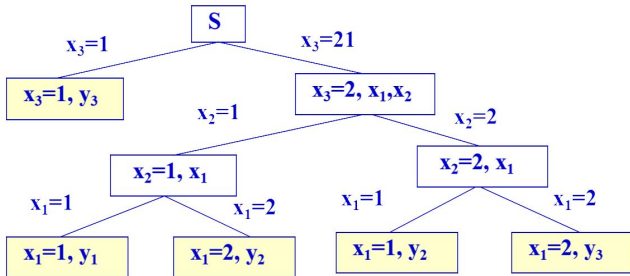 S
x₃=1
x₃=21
x₃=1, y₃
x₃=2, x₁,x₂
x₂=1
x₂=2
x₂=1, x₁
x₂=2, x₁
x₁=1
x₁=2
x₁=1
x₁=2
x₁=1, y₁
x₁=2, y₂
x₁=1, y₂
x₁=2, y₃